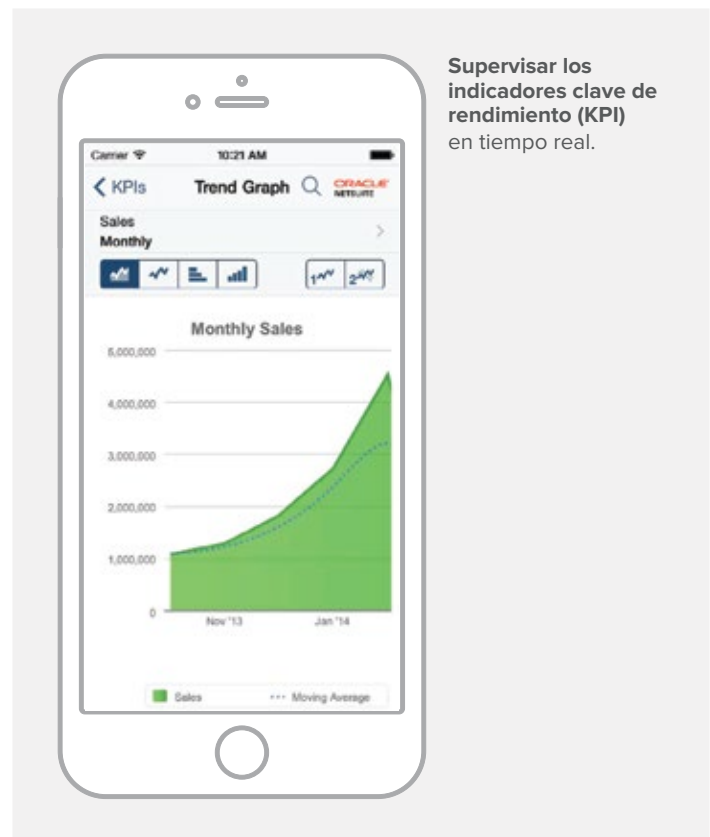 Supervisar los
indicadores clave de
rendimiento (KPI)
en tiempo real.
Carrier 10:21 AM
KPIs Trend Graph ORACLE
NETSUITE
Sales
Monthly
1 2
Monthly Sales
5,000,000
4,000,000
3,000,000
2,000,000
1,000,000
0
Nov '13 Jan '14
Sales Moving Average